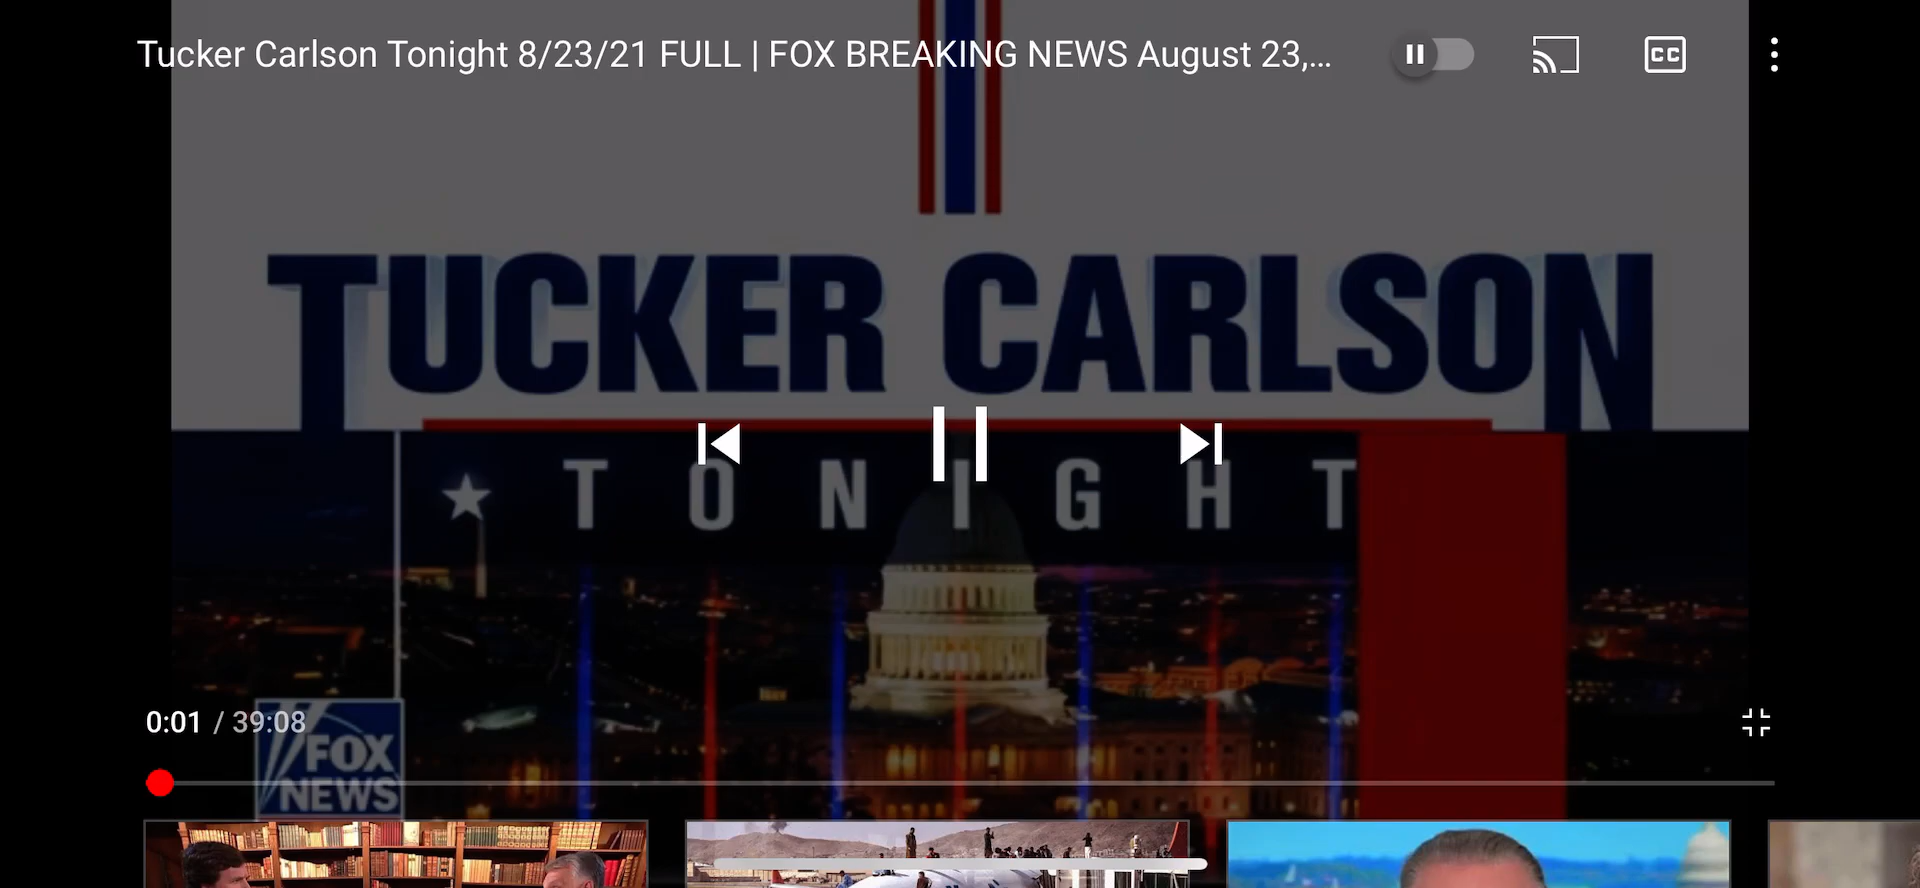 Tucker Carlson Tonight 8/23/21 FULL | FOX BREAKING NEWS August 23,...
CC
TUCKER CARLSON
TONIGHT
0:01 / 39:08
FOX
NEWS